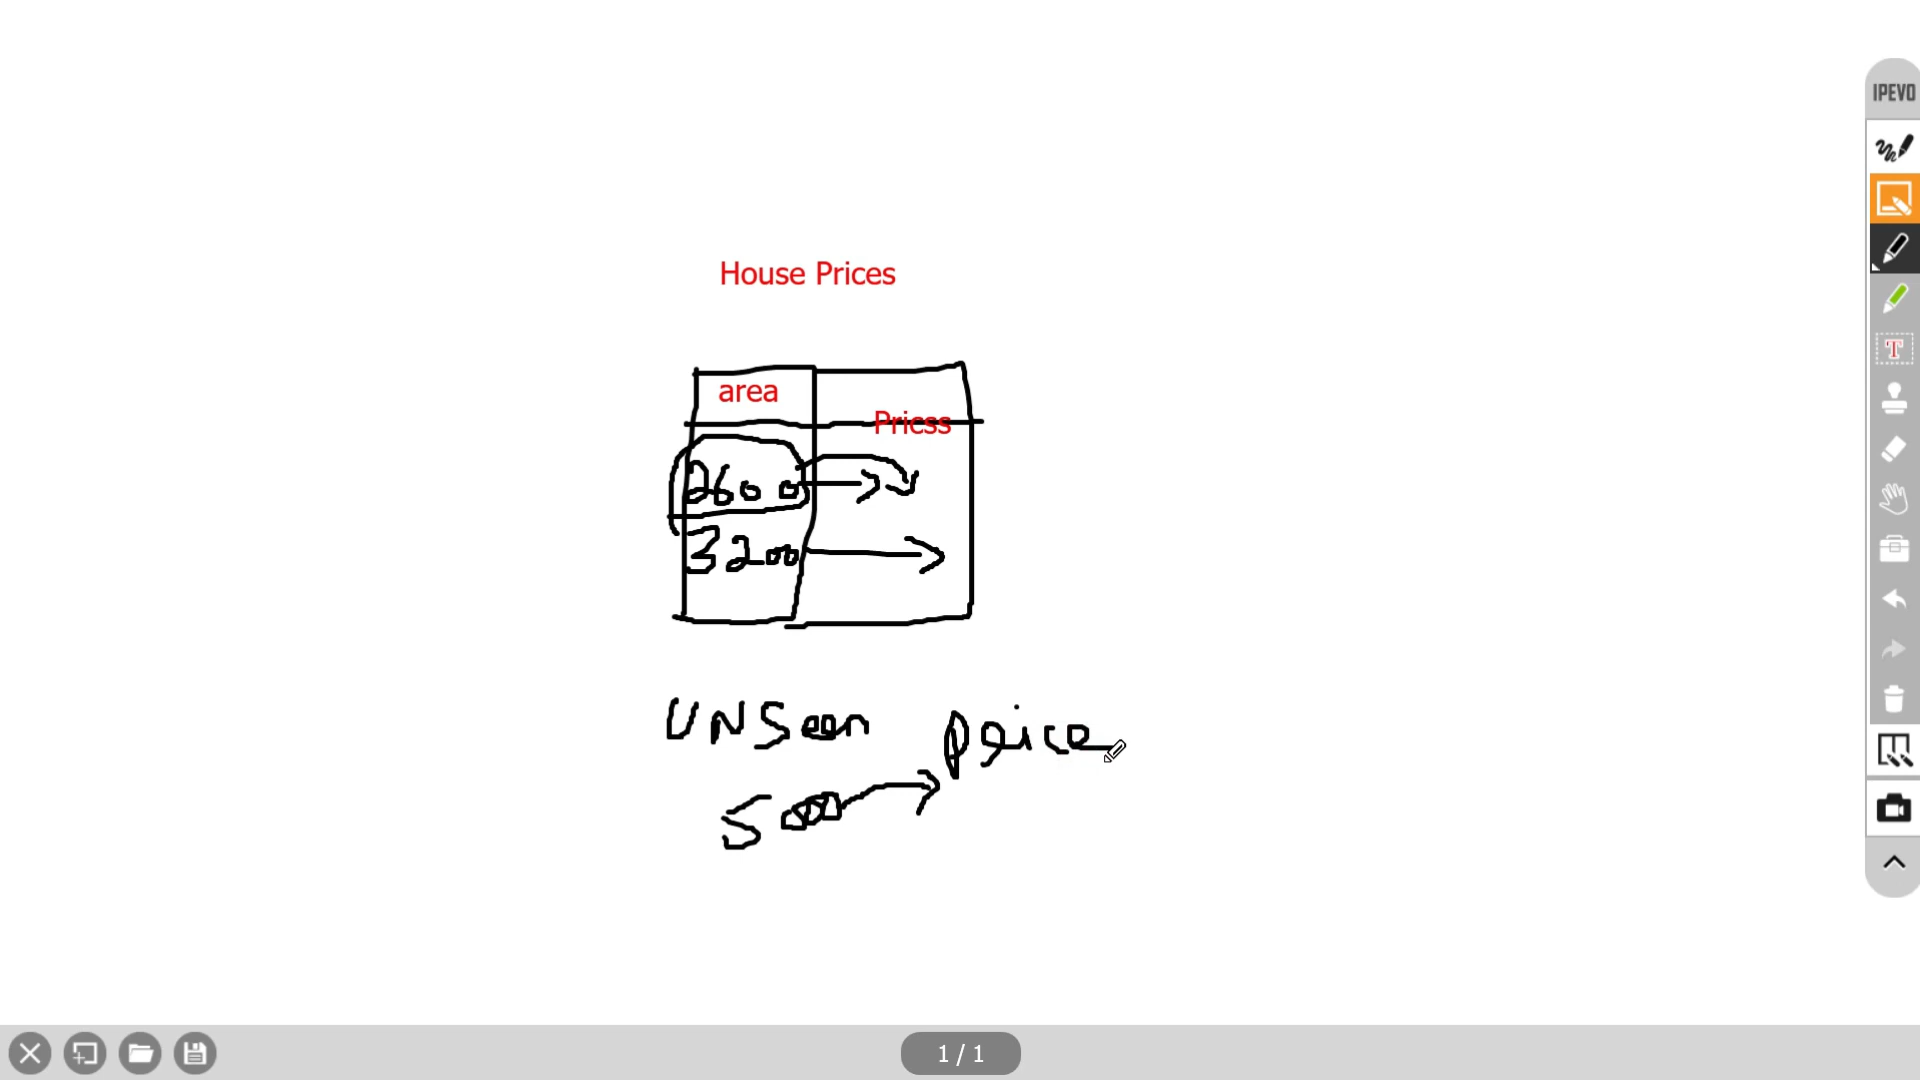 IPEVO
House Prices
area
Pricss
2600
3200
UNSeen price
5000
1 / 1